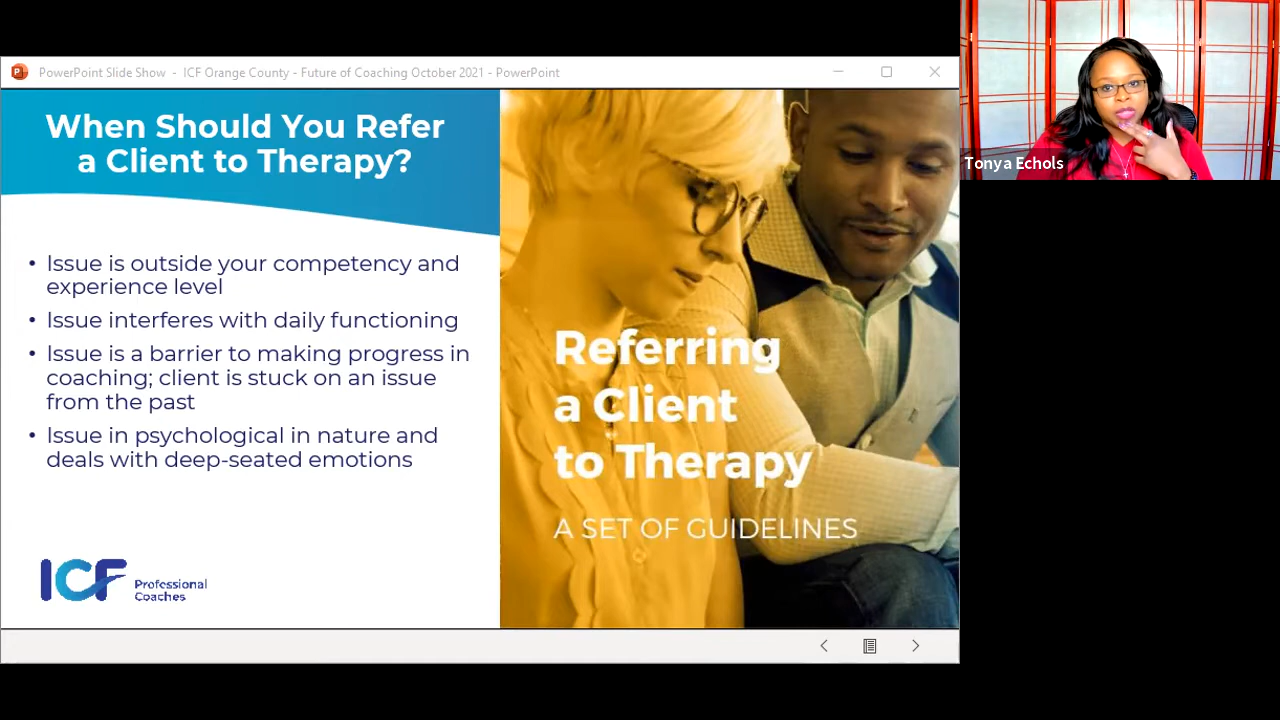 PowerPoint Slide Show - ICF Orange County - Future of Coaching October 2021 - PowerPoint
When Should You Refer
a Client to Therapy?
• Issue is outside your competency and
experience level
• Issue interferes with daily functioning
• Issue is a barrier to making progress in
coaching; client is stuck on an issue
from the past
• Issue in psychological in nature and
deals with deep-seated emotions
ICF Professional
Coaches
Referring
a Client
to Therapy
A SET OF GUIDELINES
Tonya Echols